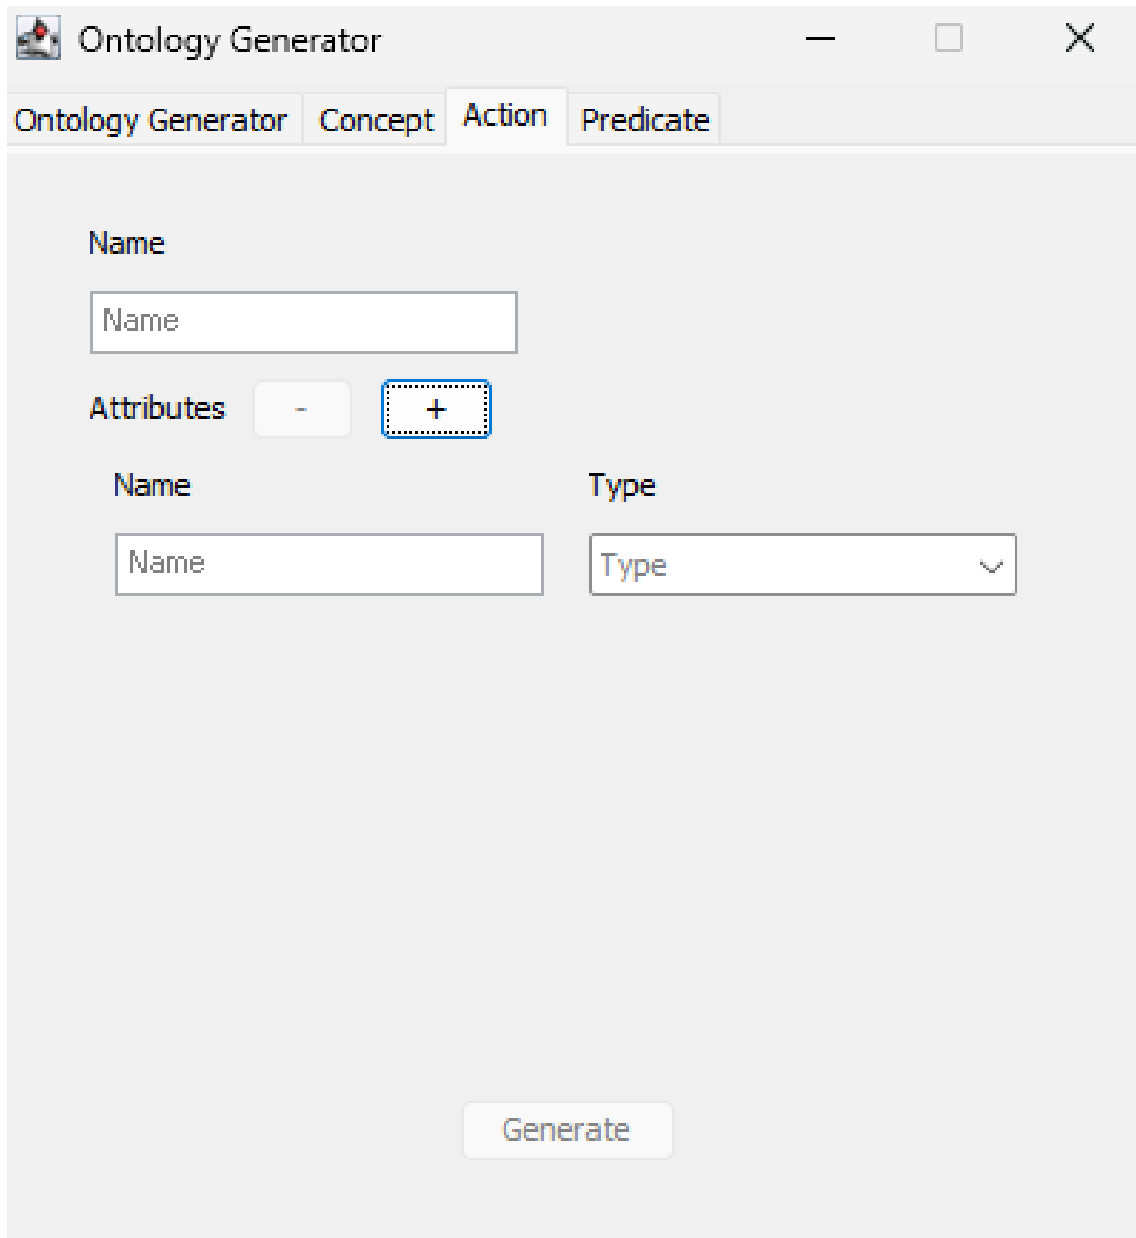 Ontology Generator
Ontology Generator Concept Action Predicate
Name
Name
Attributes - +
Name Type
Name Type
Generate